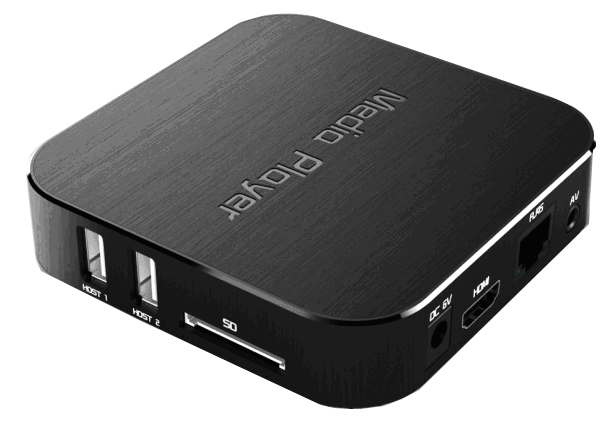 Media Player
HOST 1
HOST 2
SD
DC 5V
HDMI
RJ45
AV